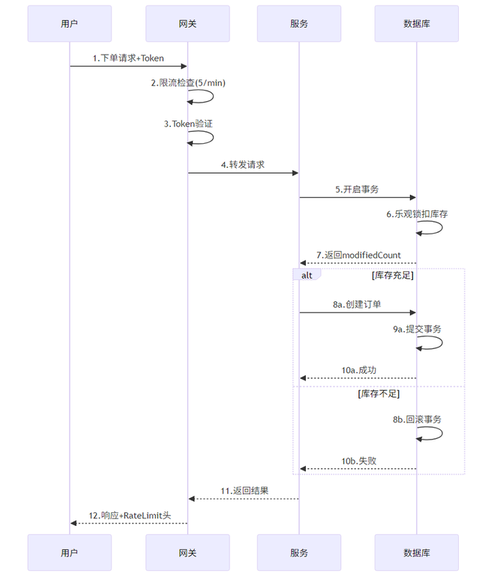 用户 网关 服务 数据库
1.下单请求+Token
2.限流检查(5/min)
3.Token验证
4.转发请求
5.开启事务
6.乐观锁扣库存
7.返回modifiedCount
alt [库存充足]
8a.创建订单
9a.提交事务
10a.成功
[库存不足]
8b.回滚事务
10b.失败
11.返回结果
12.响应+RateLimit头
用户 网关 服务 数据库